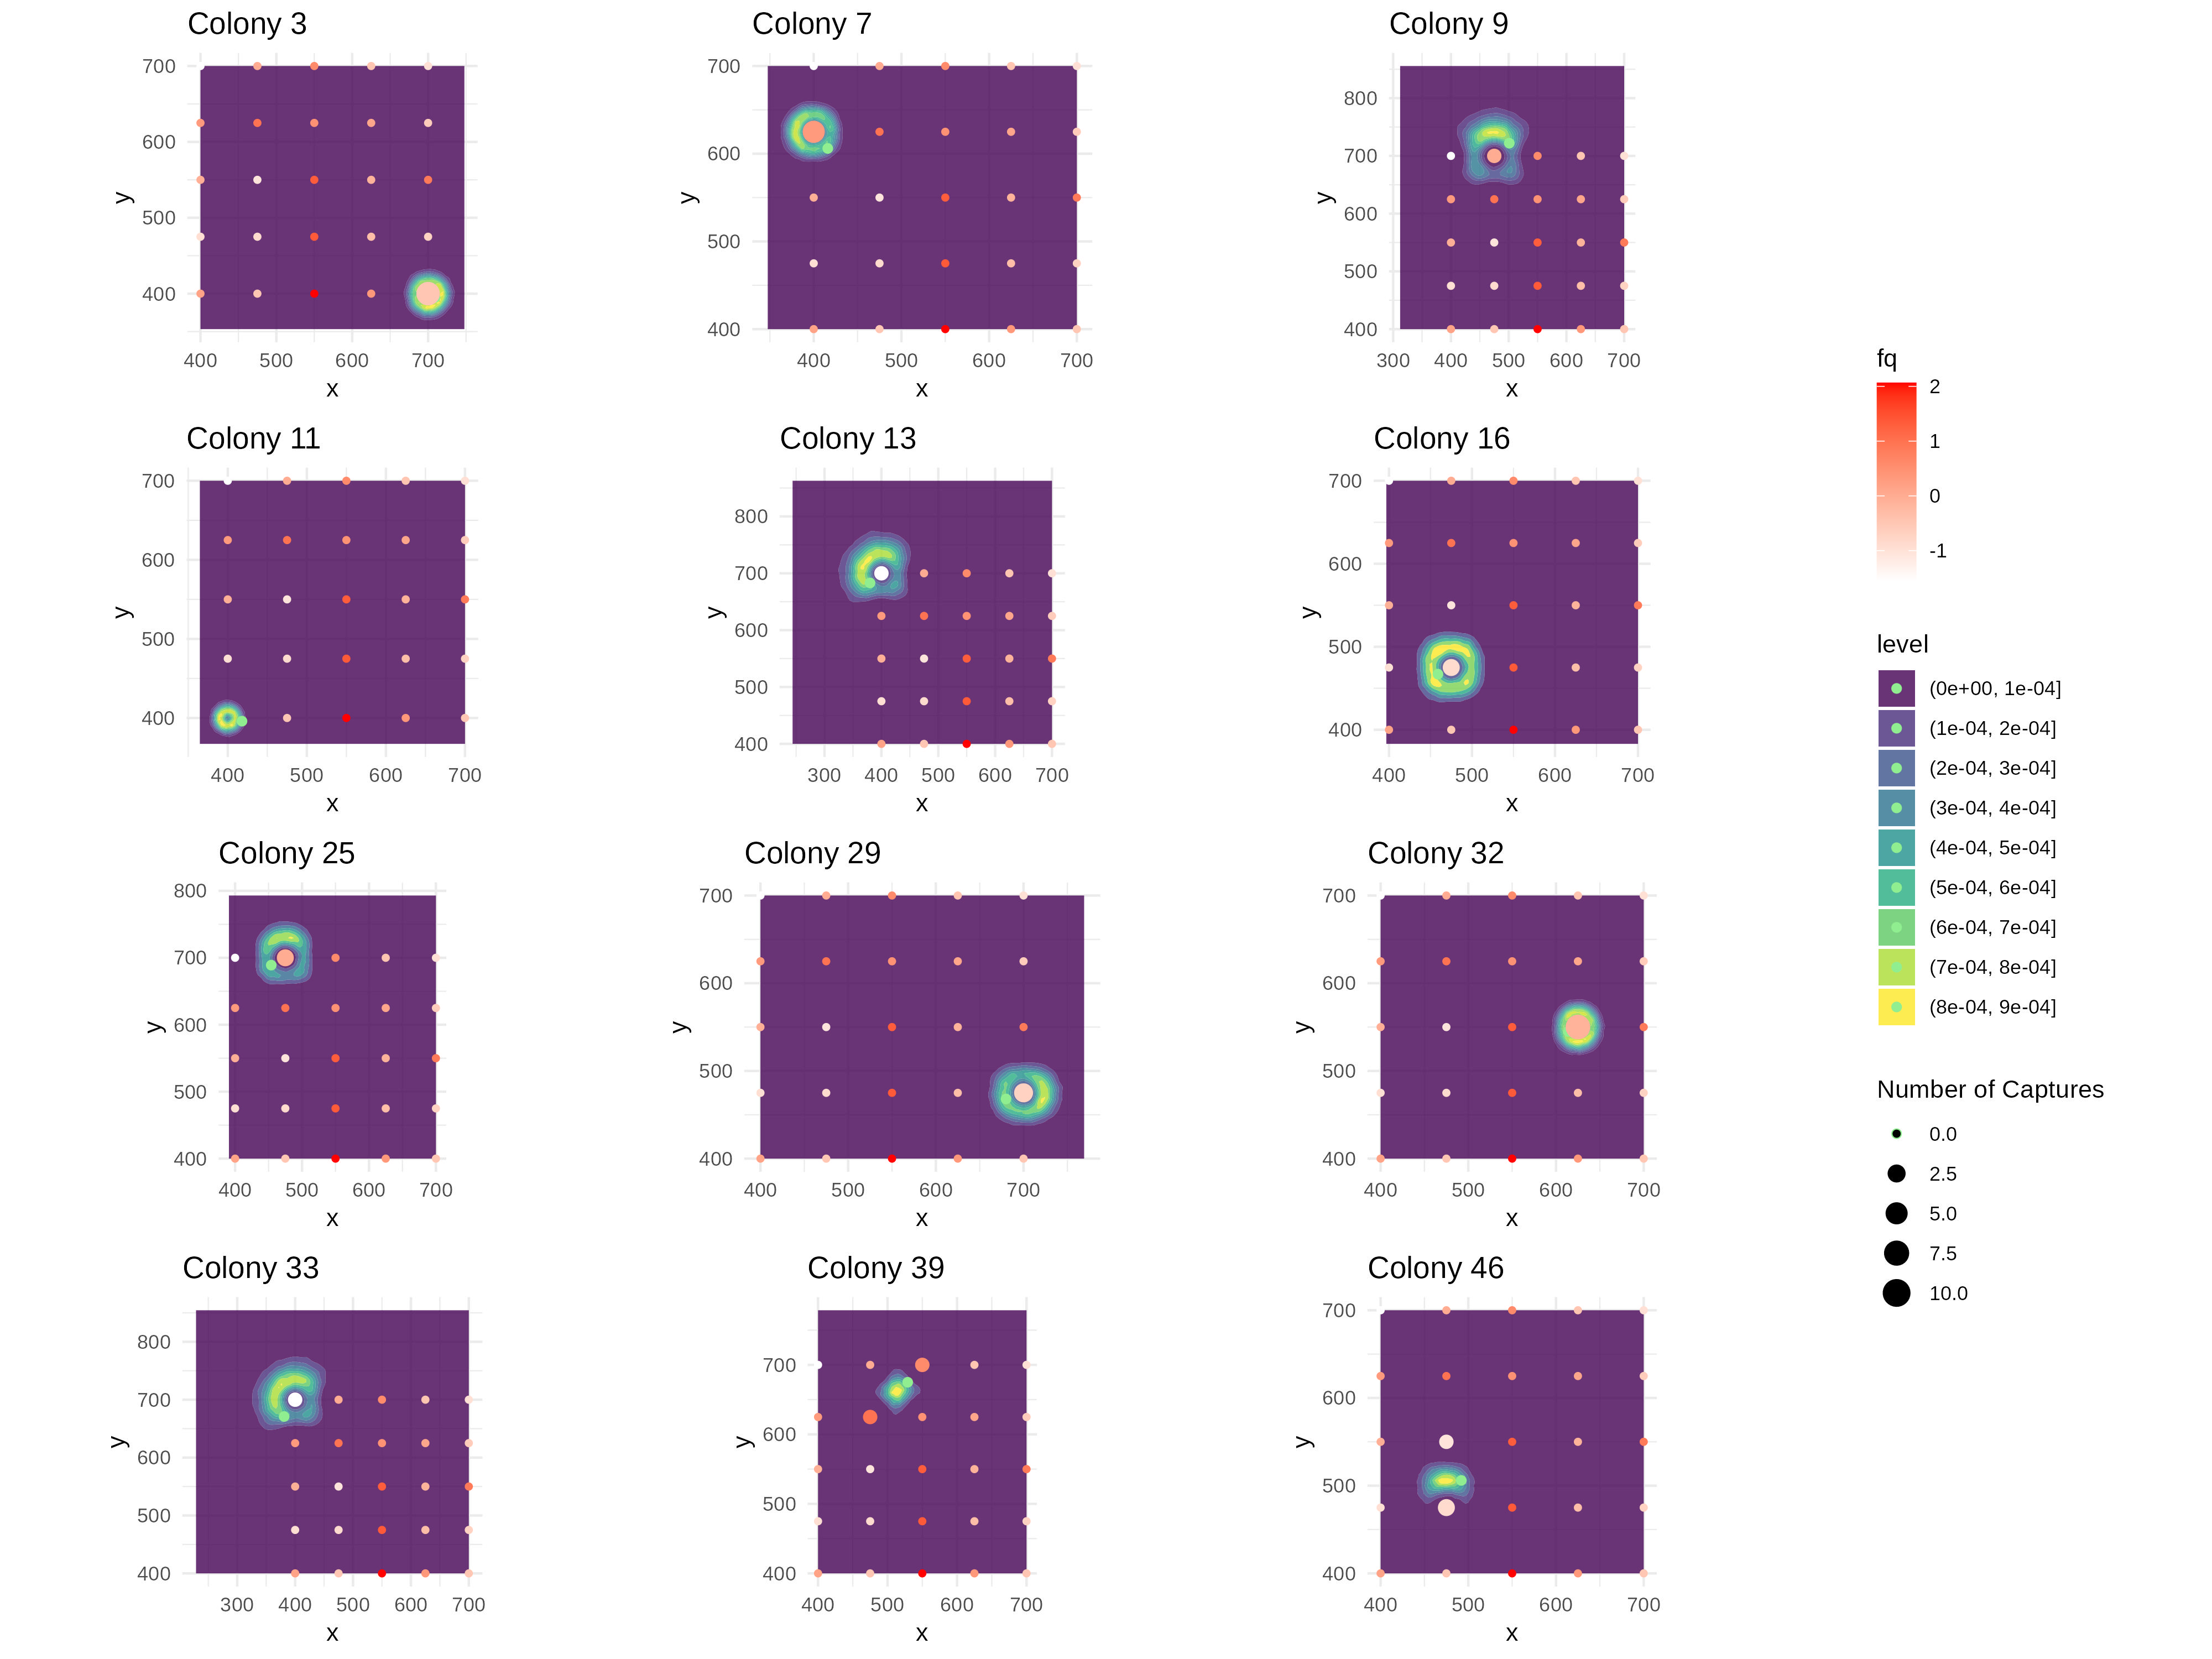 Colony 3
700
600
500
400
y
400 500 600 700
x
Colony 7
700
600
500
400
y
400 500 600 700
x
Colony 9
800
700
600
500
400
y
300 400 500 600 700
x
Colony 11
700
600
500
400
y
400 500 600 700
x
Colony 13
800
700
600
500
400
y
300 400 500 600 700
x
Colony 16
700
600
500
400
y
400 500 600 700
x
Colony 25
800
700
600
500
400
y
400 500 600 700
x
Colony 29
700
600
500
400
y
400 500 600 700
x
Colony 32
700
600
500
400
y
400 500 600 700
x
Colony 33
800
700
600
500
400
y
300 400 500 600 700
x
Colony 39
700
600
500
400
y
400 500 600 700
x
Colony 46
700
600
500
400
y
400 500 600 700
x
fq
2
1
0
-1
level
(0e+00, 1e-04]
(1e-04, 2e-04]
(2e-04, 3e-04]
(3e-04, 4e-04]
(4e-04, 5e-04]
(5e-04, 6e-04]
(6e-04, 7e-04]
(7e-04, 8e-04]
(8e-04, 9e-04]
Number of Captures
0.0
2.5
5.0
7.5
10.0